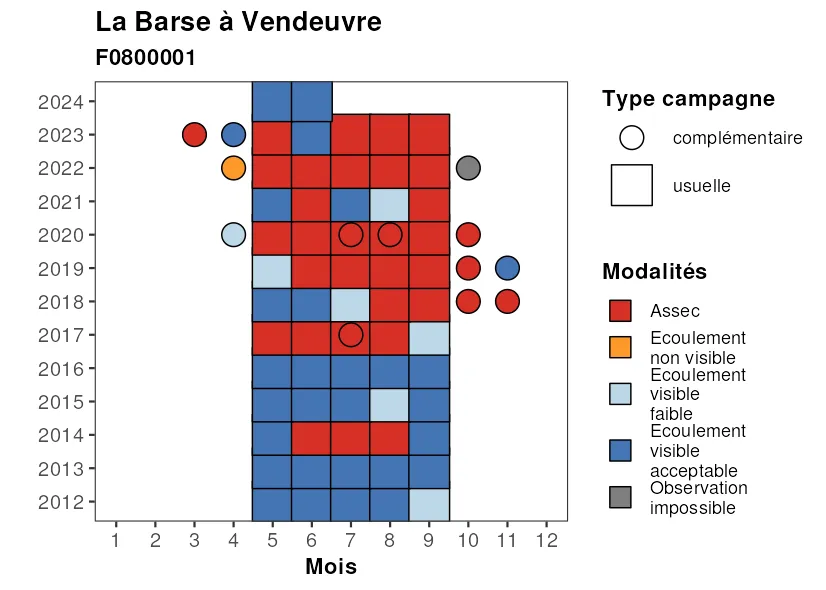 La Barse à Vendeuvre
F0800001
2024
2023
2022
2021
2020
2019
2018
2017
2016
2015
2014
2013
2012
1 2 3 4 5 6 7 8 9 10 11 12
Mois
Type campagne
complémentaire
usuelle
Modalités
Assec
Ecoulement
non visible
Ecoulement
visible
faible
Ecoulement
visible
acceptable
Observation
impossible